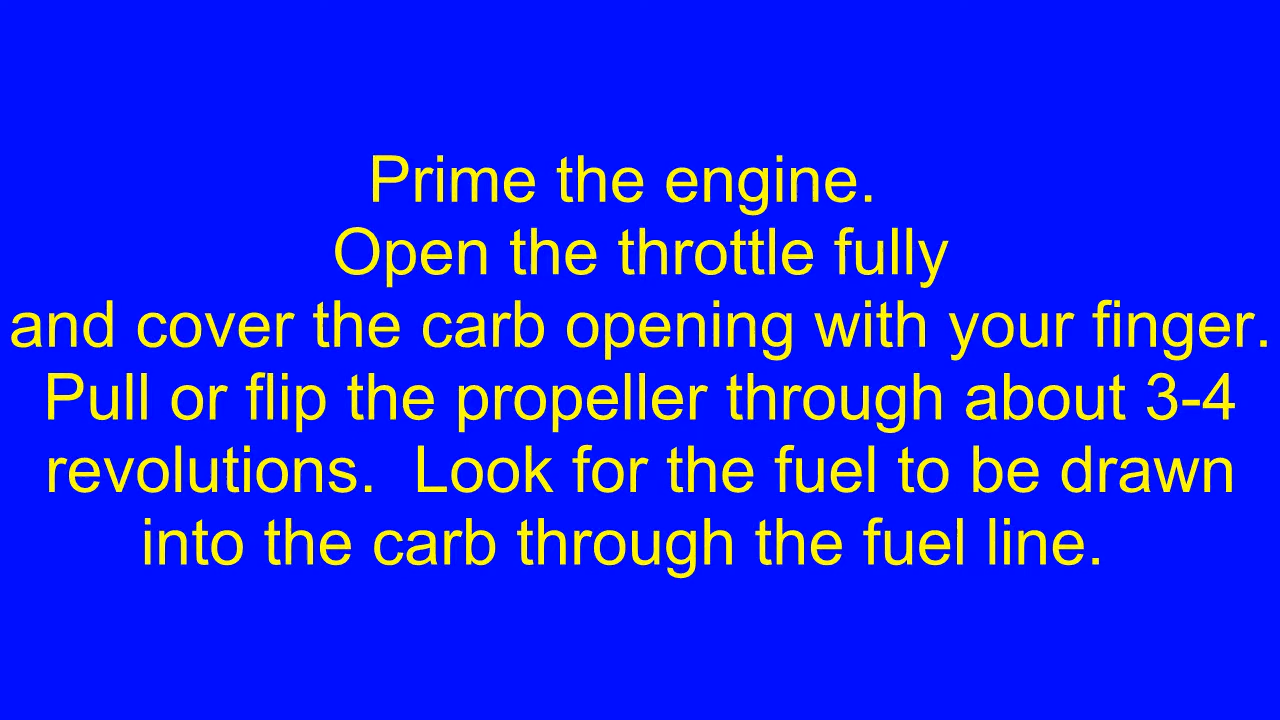 Prime the engine.
Open the throttle fully
and cover the carb opening with your finger.
Pull or flip the propeller through about 3-4
revolutions.  Look for the fuel to be drawn
into the carb through the fuel line.